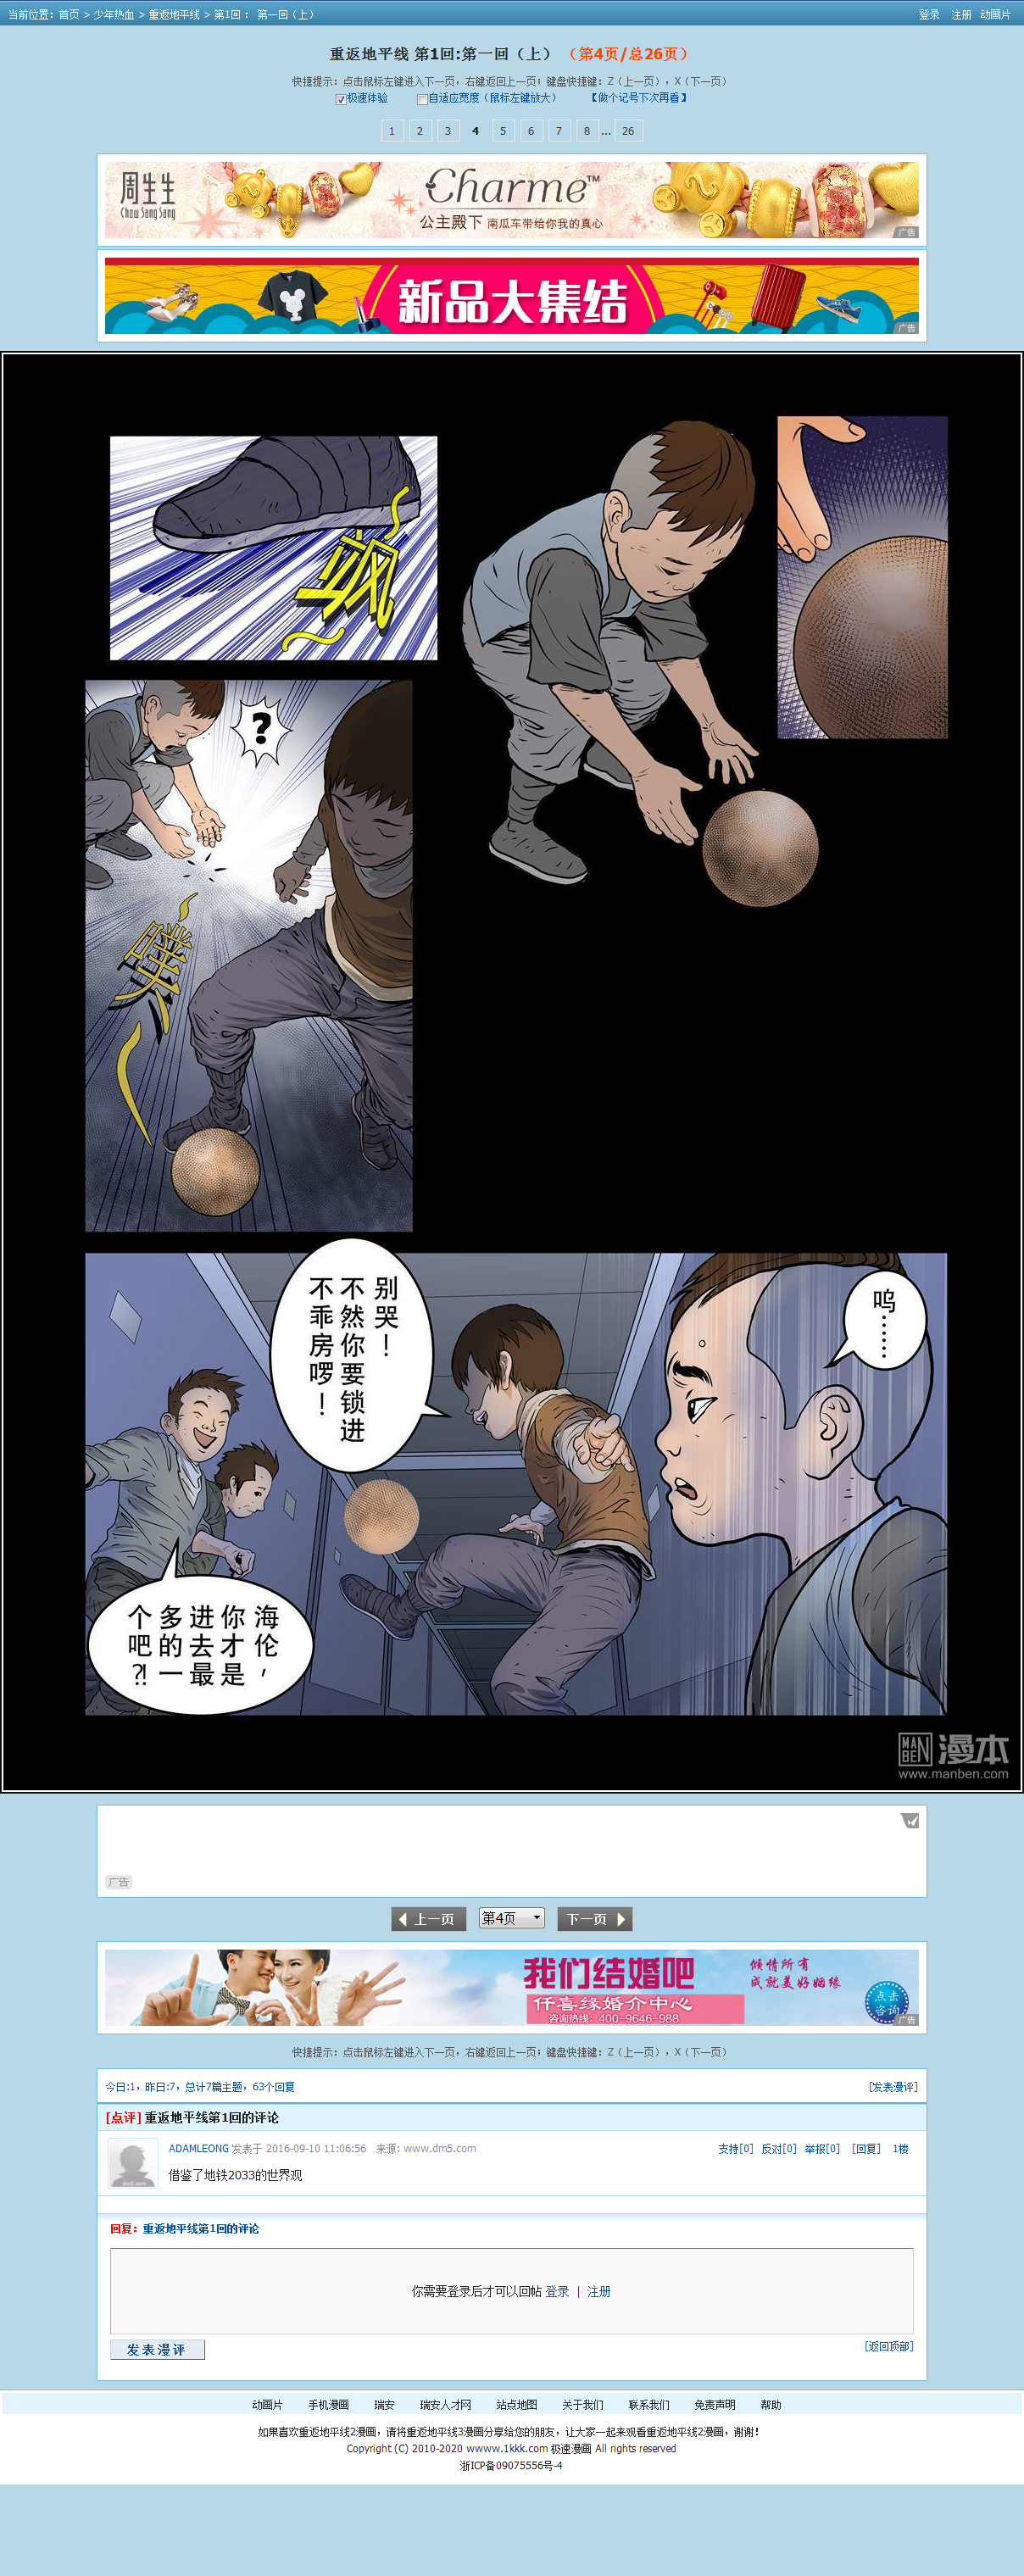 当前位置：首页 > 少年热血 > 重返地平线 > 第1回： 第一回（上）
登录 注册 动画片
重返地平线 第1回:第一回（上） （第4页/总26页）
快捷提示：点击鼠标左键进入下一页，右键返回上一页；键盘快捷键：Z（上一页），X（下一页）
极速体验 自适应宽度（鼠标左键放大） 【做个记号下次再看】
1 2 3 4 5 6 7 8 ... 26
周生生
Chow Sang Sang
Charme™
公主殿下 南瓜车带给你我的真心
广告
新品大集结
广告
飒
?
噗
别哭！
不然你要锁进
不乖房啰！
呜……
海伦，
你才是
进去最
多的一
个吧?!
MAN BEN 漫本
www.manben.com
广告
上一页 第4页 下一页
我们结婚吧
仟喜缘婚介中心
咨询热线：400-9646-988
倾情所有
成就美好姻缘
点击咨询
广告
快捷提示：点击鼠标左键进入下一页，右键返回上一页；键盘快捷键：Z（上一页），X（下一页）
今日:1，昨日:7，总计7篇主题，63个回复
[发表漫评]
[点评] 重返地平线第1回的评论
ADAMLEONG 发表于 2016-09-10 11:06:56 来源: www.dm5.com
支持[0] 反对[0] 举报[0] [回复] 1楼
借鉴了地铁2033的世界观
回复：重返地平线第1回的评论
你需要登录后才可以回帖 登录 | 注册
发表漫评
[返回顶部]
动画片 手机漫画 瑞安 瑞安人才网 站点地图 关于我们 联系我们 免责声明 帮助
如果喜欢重返地平线2漫画，请将重返地平线3漫画分享给您的朋友，让大家一起来观看重返地平线2漫画，谢谢！
Copyright (C) 2010-2020 wwww.1kkk.com 极速漫画 All rights reserved
浙ICP备09075556号-4